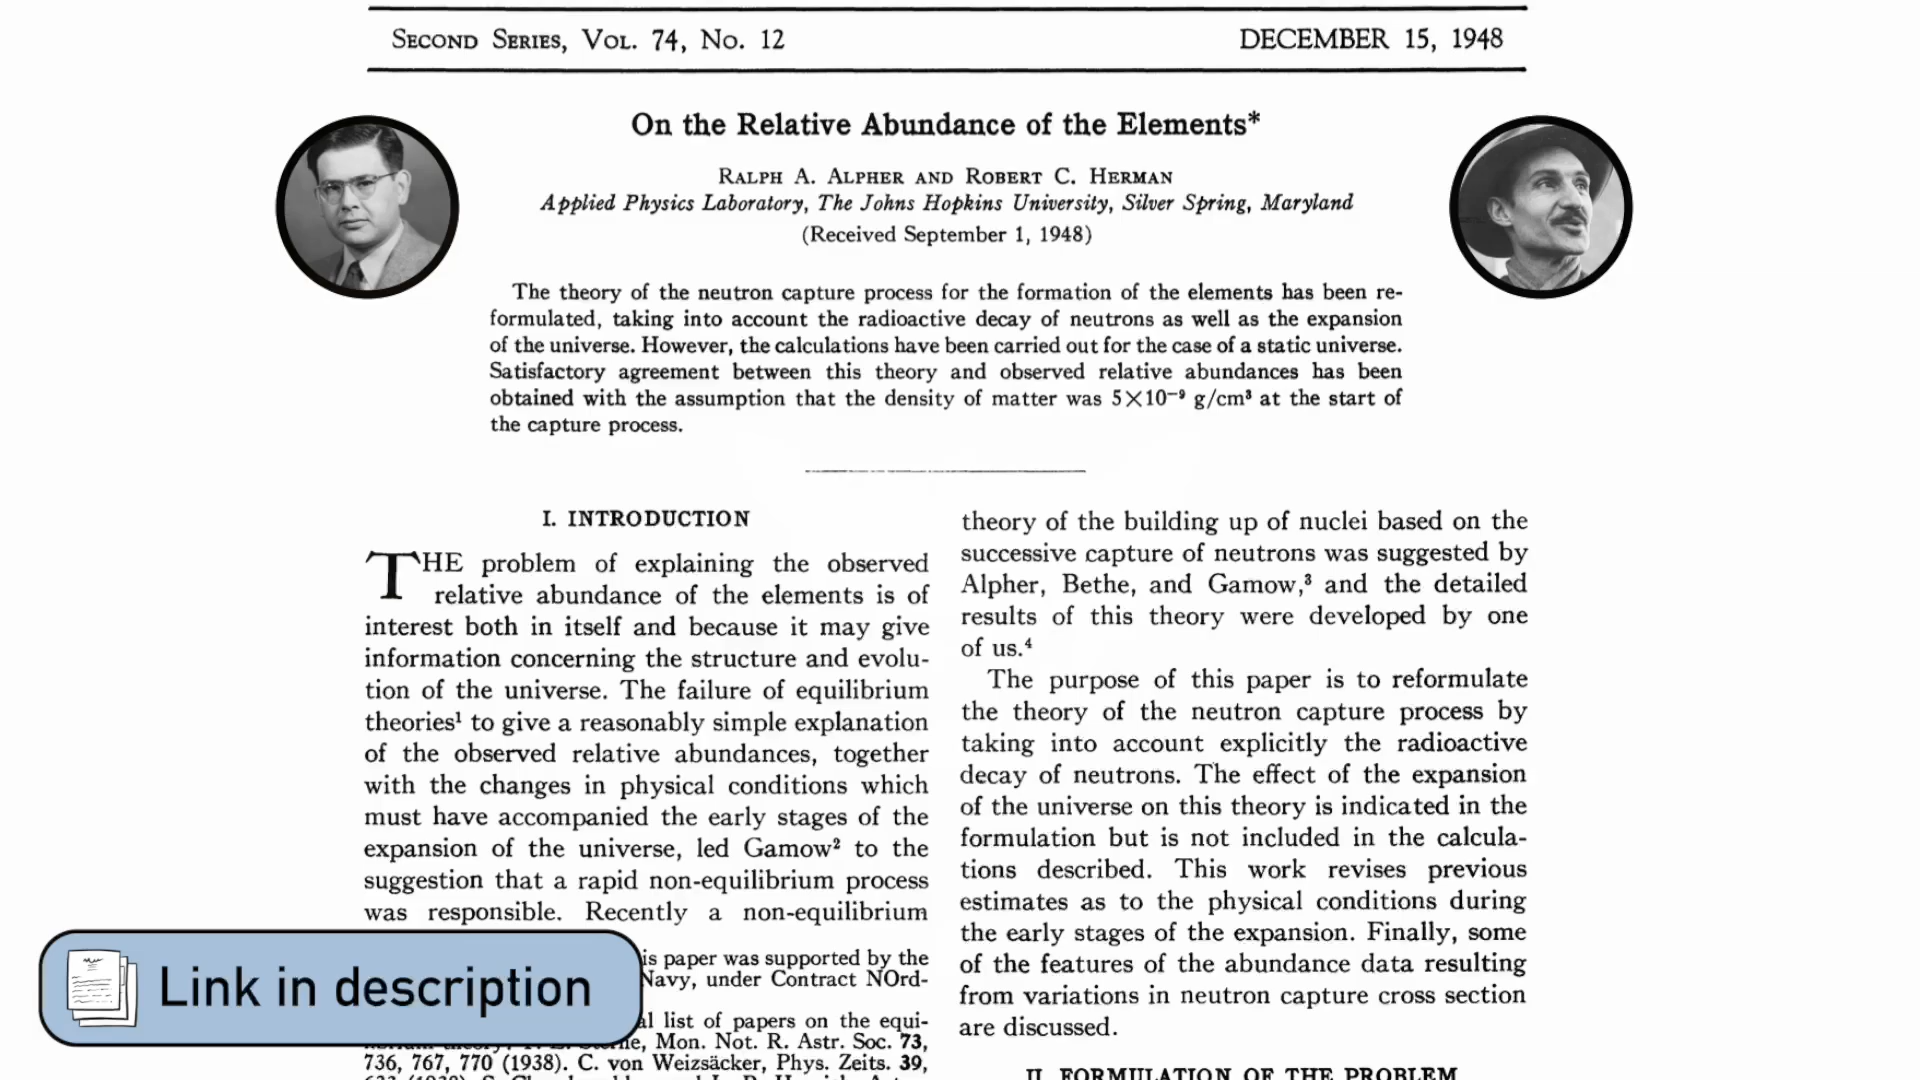 SECOND SERIES, VOL. 74, NO. 12
DECEMBER 15, 1948
On the Relative Abundance of the Elements*
RALPH A. ALPHER AND ROBERT C. HERMAN
Applied Physics Laboratory, The Johns Hopkins University, Silver Spring, Maryland
(Received September 1, 1948)
The theory of the neutron capture process for the formation of the elements has been re-
formulated, taking into account the radioactive decay of neutrons as well as the expansion
of the universe. However, the calculations have been carried out for the case of a static universe.
Satisfactory agreement between this theory and observed relative abundances has been
obtained with the assumption that the density of matter was 5×10⁻⁹ g/cm³ at the start of
the capture process.
I. INTRODUCTION
THE problem of explaining the observed
relative abundance of the elements is of
interest both in itself and because it may give
information concerning the structure and evolu-
tion of the universe. The failure of equilibrium
theories¹ to give a reasonably simple explanation
of the observed relative abundances, together
with the changes in physical conditions which
must have accompanied the early stages of the
expansion of the universe, led Gamow² to the
suggestion that a rapid non-equilibrium process
was responsible. Recently a non-equilibrium
is paper was supported by the
Navy, under Contract NOrd-
al list of papers on the equi-
Mon. Not. R. Astr. Soc. 73,
736, 767, 770 (1938). C. von Weizsäcker, Phys. Zeits. 39,
theory of the building up of nuclei based on the
successive capture of neutrons was suggested by
Alpher, Bethe, and Gamow,³ and the detailed
results of this theory were developed by one
of us.⁴
The purpose of this paper is to reformulate
the theory of the neutron capture process by
taking into account explicitly the radioactive
decay of neutrons. The effect of the expansion
of the universe on this theory is indicated in the
formulation but is not included in the calcula-
tions described. This work revises previous
estimates as to the physical conditions during
the early stages of the expansion. Finally, some
of the features of the abundance data resulting
from variations in neutron capture cross section
are discussed.
II. FORMULATION OF THE PROBLEM
Link in description